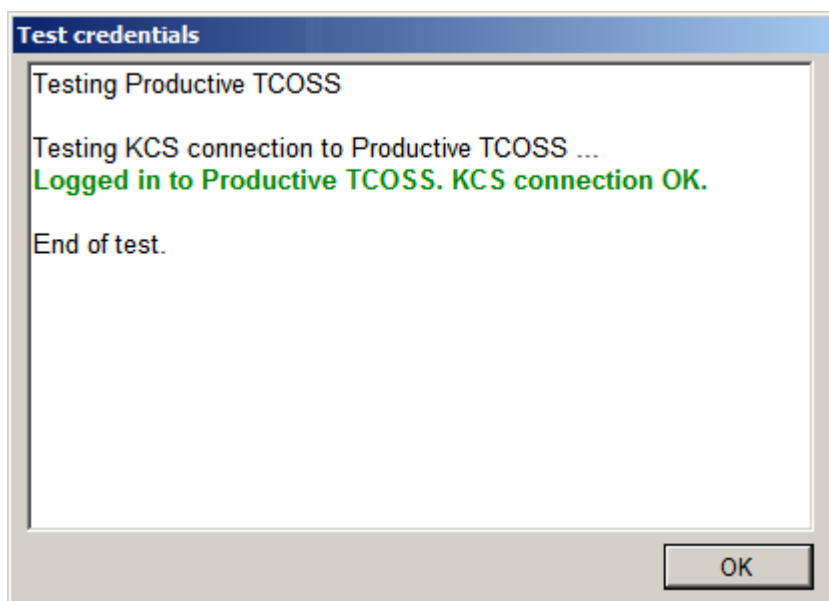 Test credentials
Testing Productive TCOSS
Testing KCS connection to Productive TCOSS ...
Logged in to Productive TCOSS. KCS connection OK.
End of test.
OK